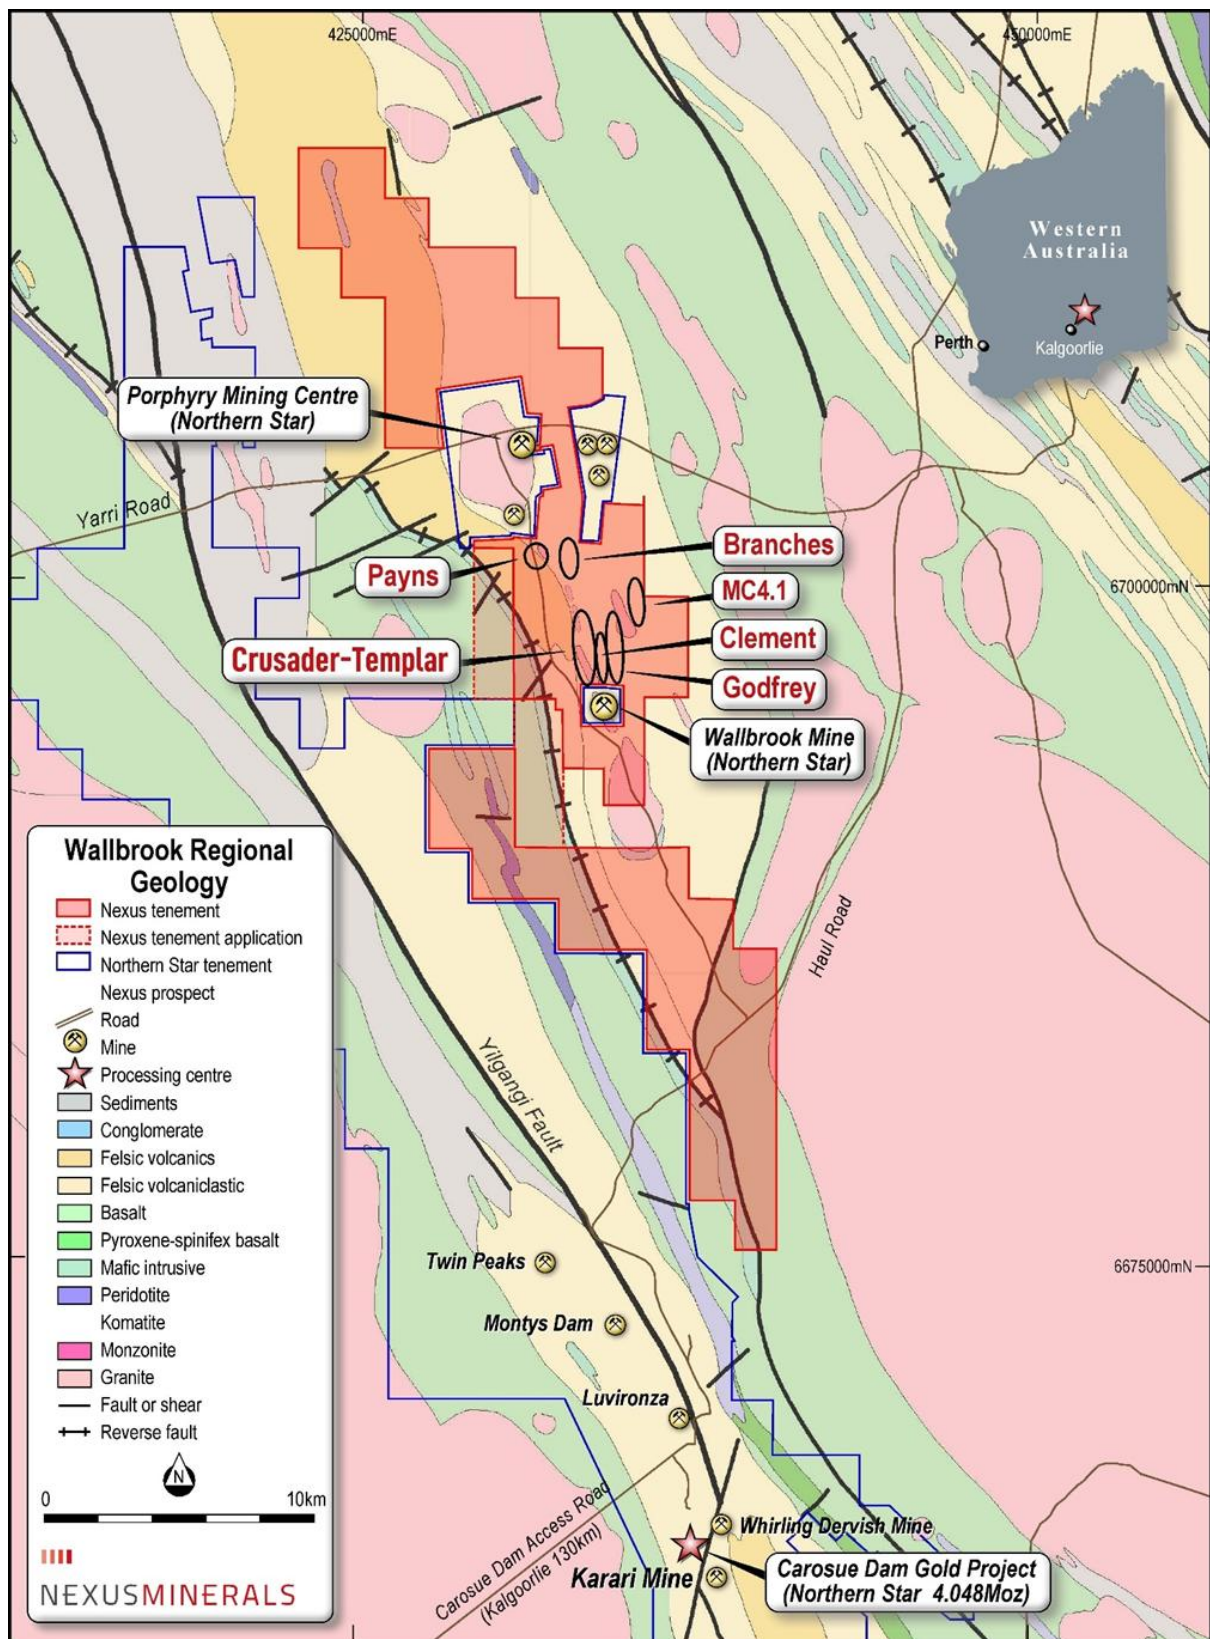 425000mE
450000mE
Western
Australia
Perth
Kalgoorlie
Porphyry Mining Centre
(Northern Star)
Yarri Road
Branches
Payns
MC4.1
6700000mN
Clement
Crusader-Templar
Godfrey
Wallbrook Mine
(Northern Star)
Haul Road
Yilgangi Fault
Wallbrook Regional
Geology
Nexus tenement
Nexus tenement application
Northern Star tenement
Nexus prospect
Road
Mine
Processing centre
Sediments
Conglomerate
Felsic volcanics
Felsic volcaniclastic
Basalt
Pyroxene-spinifex basalt
Mafic intrusive
Peridotite
Komatite
Monzonite
Granite
Fault or shear
Reverse fault
N
0 10km
NEXUSMINERALS
Twin Peaks
6675000mN
Montys Dam
Luvironza
Carosue Dam Access Road
(Kalgoorlie 130km)
Whirling Dervish Mine
Karari Mine
Carosue Dam Gold Project
(Northern Star 4.048Moz)